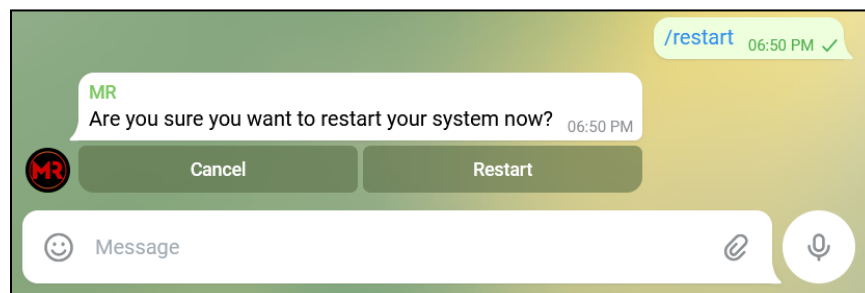 /restart 06:50 PM
MR
Are you sure you want to restart your system now? 06:50 PM
MR
Cancel Restart
Message